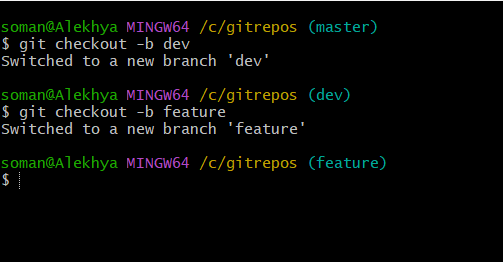 soman@Alekhya MINGW64 /c/gitrepos (master)
$ git checkout -b dev
Switched to a new branch 'dev'
soman@Alekhya MINGW64 /c/gitrepos (dev)
$ git checkout -b feature
Switched to a new branch 'feature'
soman@Alekhya MINGW64 /c/gitrepos (feature)
$